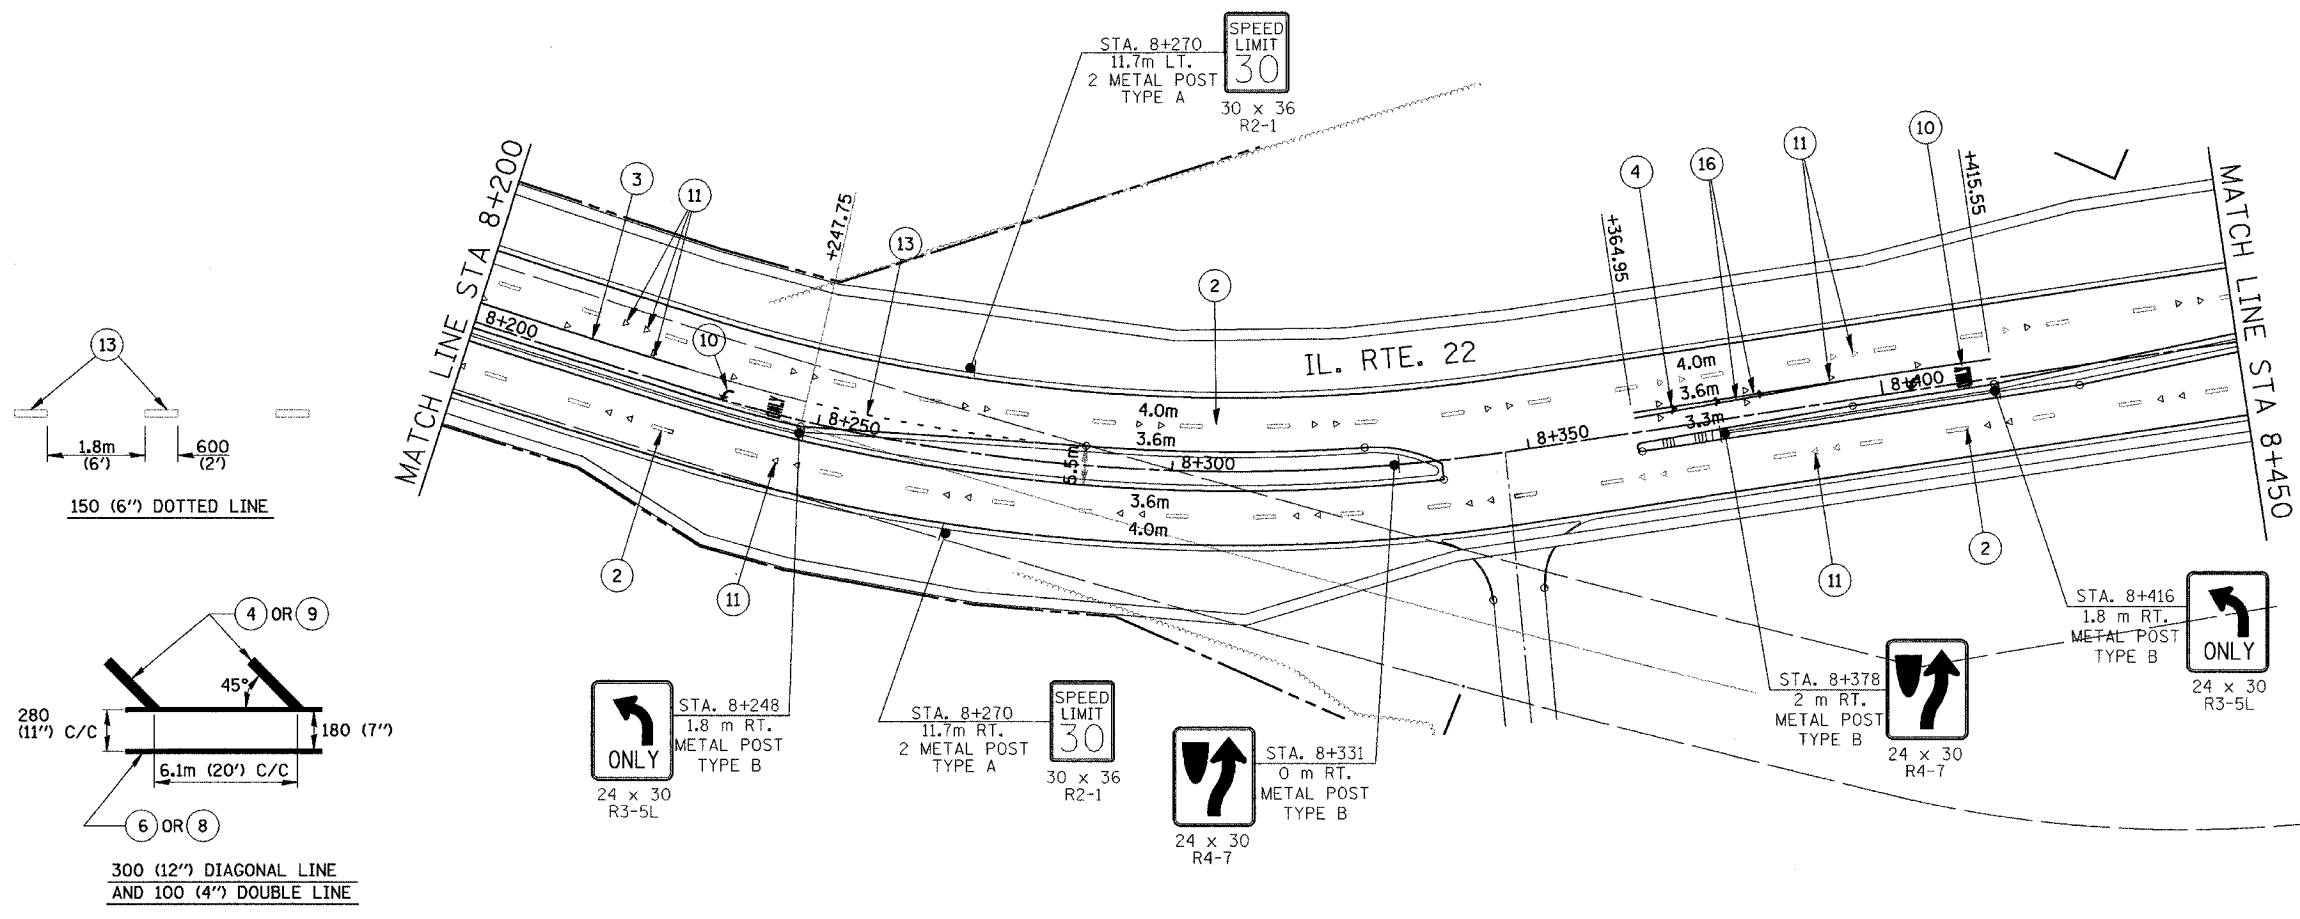 STA. 8+270
11.7m LT.
2 METAL POST
TYPE A
SPEED
LIMIT
30
30 x 36
R2-1
MATCH LINE STA 8+200
3
11
+247.75
13
2
4
16
11
10
+364.95
+415.55
MATCH LINE STA 8+450
8+200
10
8+250
IL. RTE. 22
4.0m
3.6m
5.5m
8+300
3.6m
4.0m
8+350
4.0m
3.6m
3.3m
8+400
13
1.8m
(6')
600
(2')
150 (6") DOTTED LINE
2
11
11
2
4 OR 9
45°
280
(11") C/C
180 (7")
6.1m (20') C/C
6 OR 8
300 (12") DIAGONAL LINE
AND 100 (4") DOUBLE LINE
ONLY
24 x 30
R3-5L
STA. 8+248
1.8 m RT.
METAL POST
TYPE B
STA. 8+270
11.7m RT.
2 METAL POST
TYPE A
SPEED
LIMIT
30
30 x 36
R2-1
24 x 30
R4-7
STA. 8+331
0 m RT.
METAL POST
TYPE B
STA. 8+378
2 m RT.
METAL POST
TYPE B
24 x 30
R4-7
STA. 8+416
1.8 m RT.
METAL POST
TYPE B
ONLY
24 x 30
R3-5L